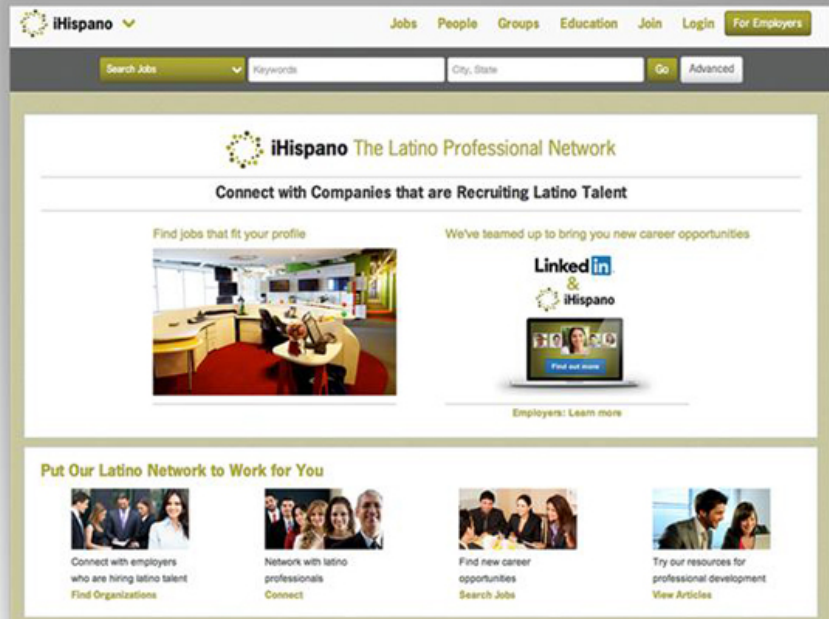 iHispano
Jobs People Groups Education Join Login For Employers
Search Jobs Keywords City, State Go Advanced
iHispano The Latino Professional Network
Connect with Companies that are Recruiting Latino Talent
Find jobs that fit your profile
We've teamed up to bring you new career opportunities
Linked in
&
iHispano
Find out more
Employers: Learn more
Put Our Latino Network to Work for You
Connect with employers
who are hiring latino talent
Find Organizations
Network with latino
professionals
Connect
Find new career
opportunities
Search Jobs
Try our resources for
professional development
View Articles